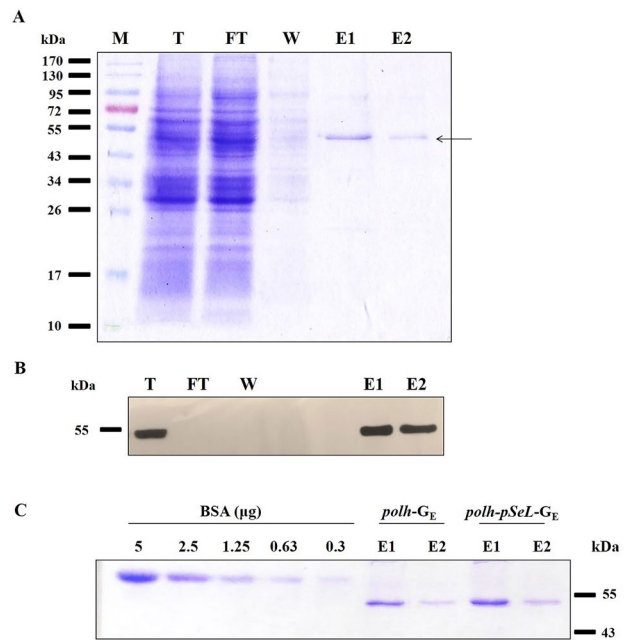 A
kDa M T FT W E1 E2
170
130
95
72
55
43
34
26
17
10
B
kDa T FT W E1 E2
55
C
BSA (µg) polh-GE polh-pSeL-GE
5 2.5 1.25 0.63 0.3 E1 E2 E1 E2 kDa
55
43